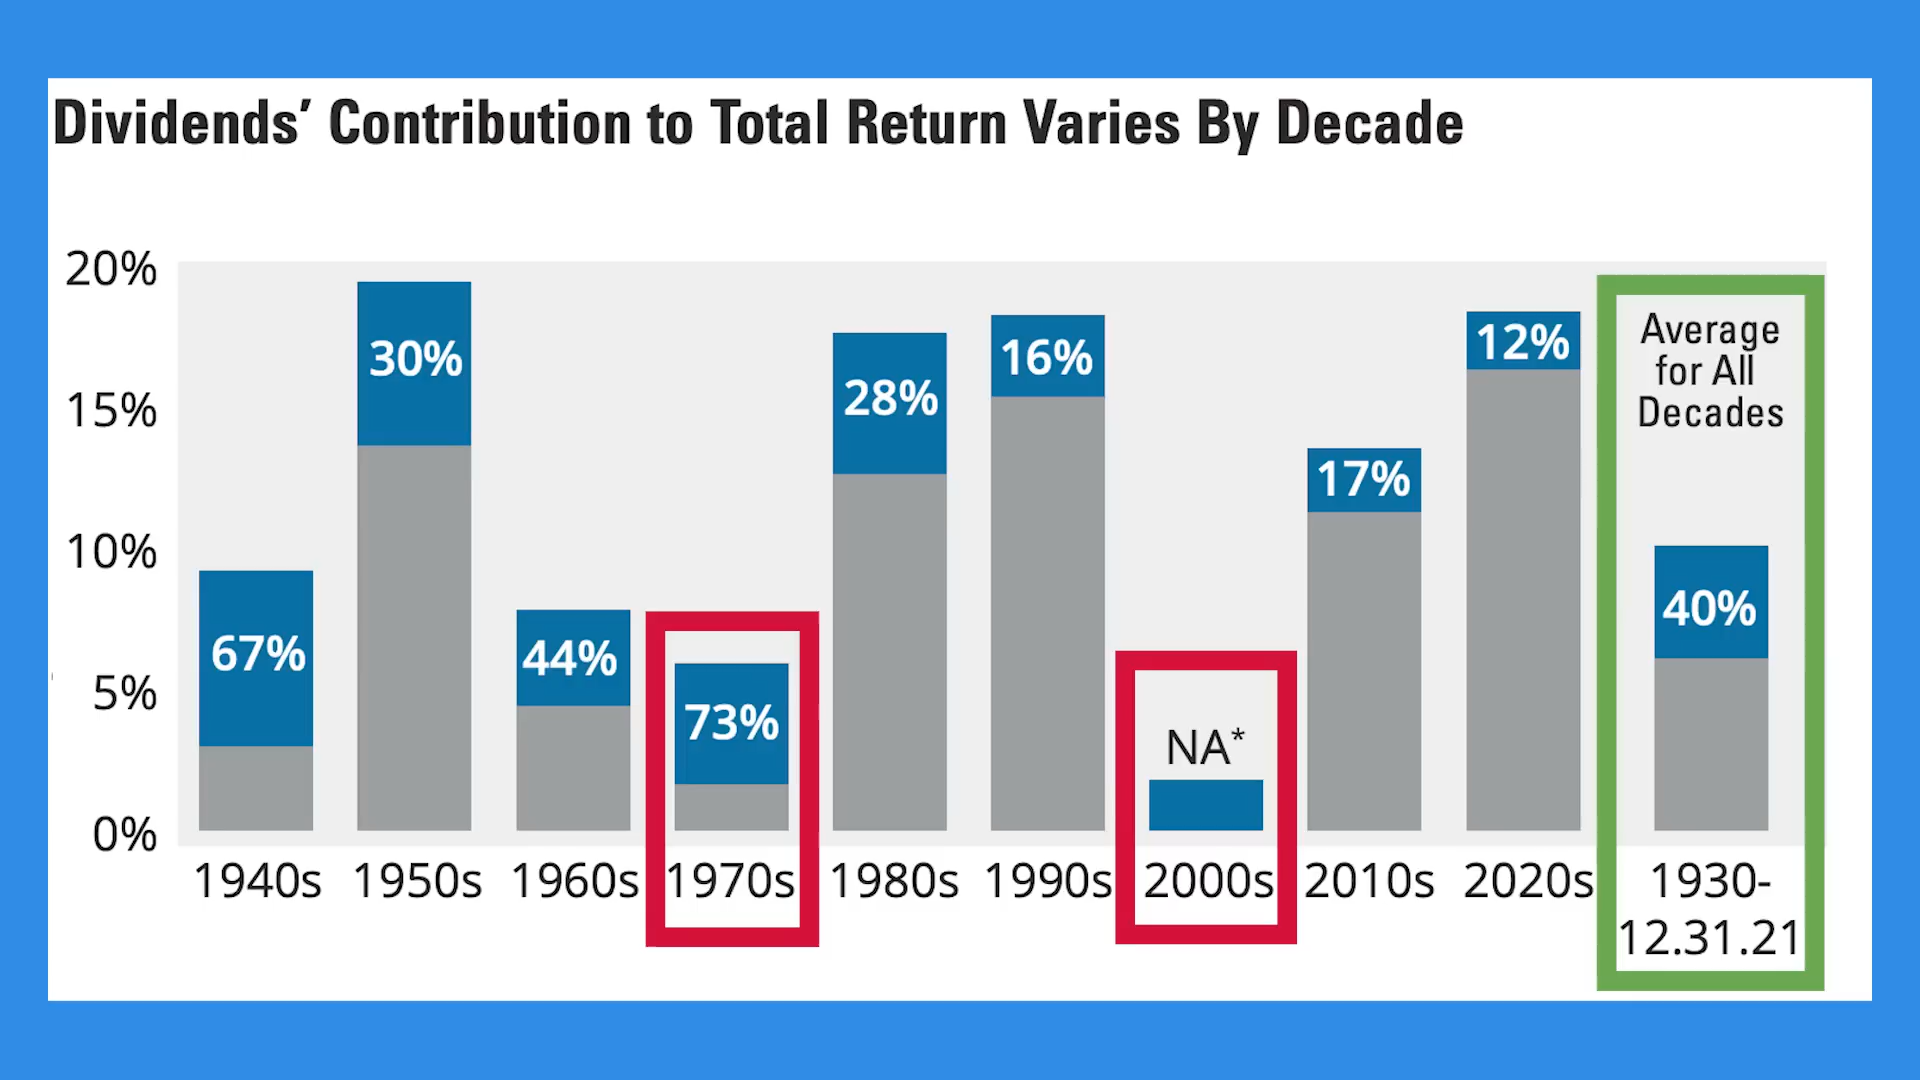 Dividends’ Contribution to Total Return Varies By Decade
20%
15%
10%
5%
0%
67%
30%
44%
73%
28%
16%
NA*
17%
12%
Average
for All
Decades
40%
1940s 1950s 1960s 1970s 1980s 1990s 2000s 2010s 2020s 1930-
12.31.21